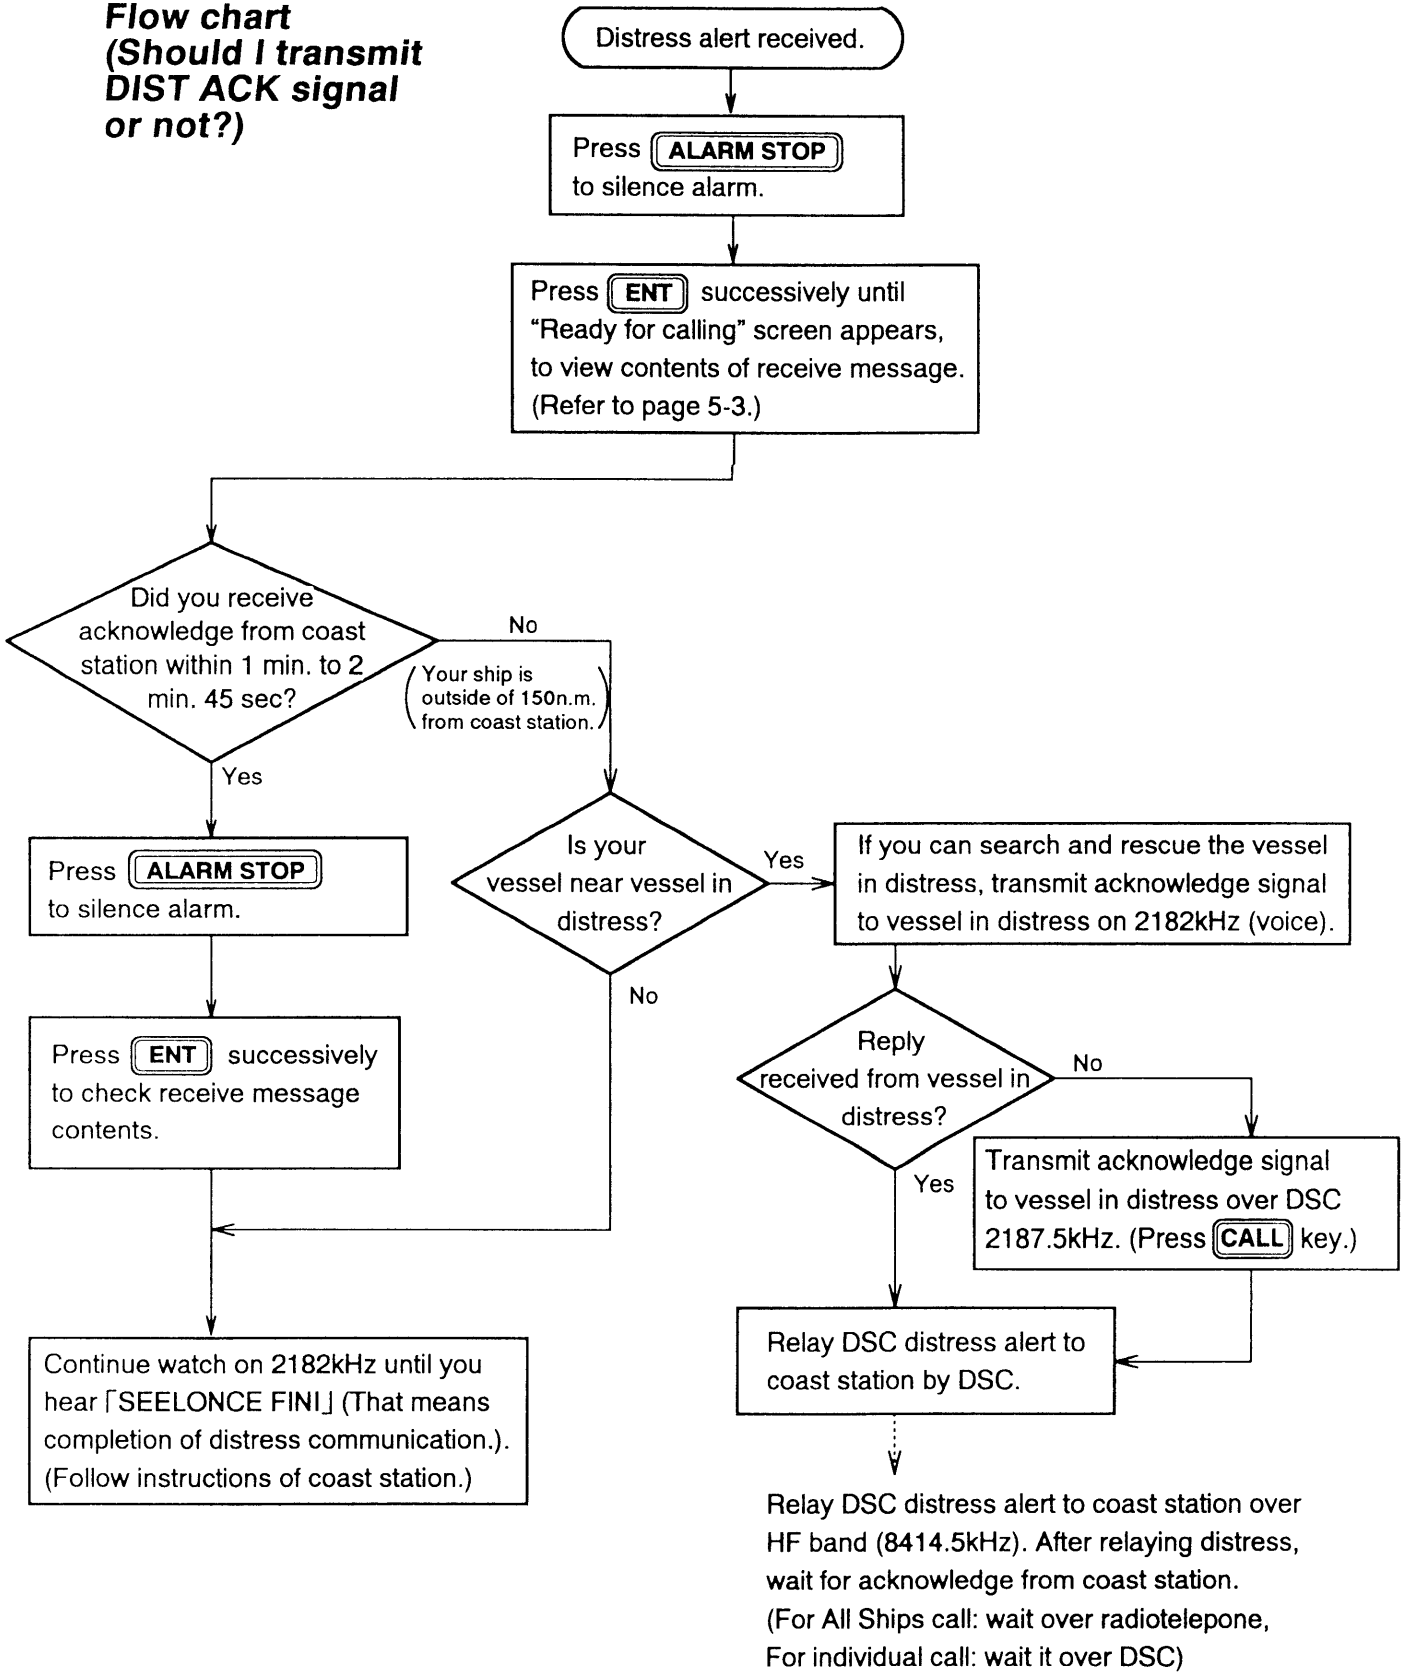 Flow chart
(Should I transmit
DIST ACK signal
or not?)
Distress alert received.
Press ALARM STOP
to silence alarm.
Press ENT successively until
“Ready for calling” screen appears,
to view contents of receive message.
(Refer to page 5-3.)
Did you receive
acknowledge from coast
station within 1 min. to 2
min. 45 sec?
No
(Your ship is
outside of 150n.m.
from coast station.)
Yes
Press ALARM STOP
to silence alarm.
Press ENT successively
to check receive message
contents.
Is your
vessel near vessel in
distress?
Yes
No
If you can search and rescue the vessel
in distress, transmit acknowledge signal
to vessel in distress on 2182kHz (voice).
Reply
received from vessel in
distress?
No
Yes
Transmit acknowledge signal
to vessel in distress over DSC
2187.5kHz. (Press CALL key.)
Relay DSC distress alert to
coast station by DSC.
Continue watch on 2182kHz until you
hear ｢SEELONCE FINI｣ (That means
completion of distress communication.).
(Follow instructions of coast station.)
Relay DSC distress alert to coast station over
HF band (8414.5kHz). After relaying distress,
wait for acknowledge from coast station.
(For All Ships call: wait over radiotelepone,
For individual call: wait it over DSC)